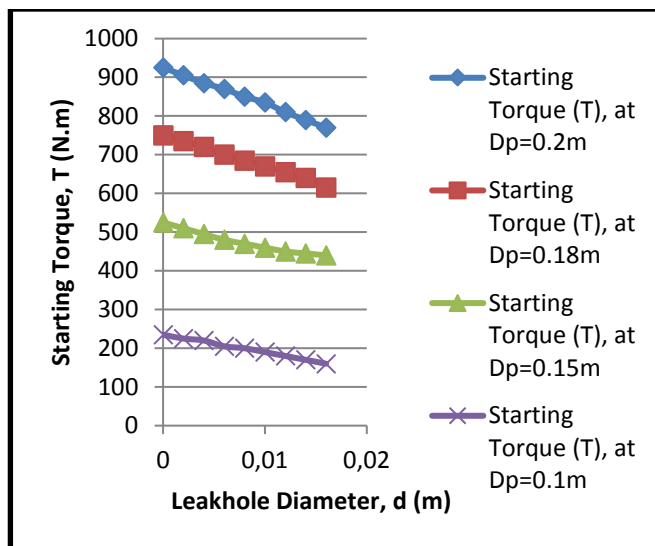 1000
900
800
700
600
500
400
300
200
100
0
0
0,01
0,02
Starting Torque, T (N.m)
Leakhole Diameter, d (m)
Starting
Torque (T), at
Dp=0.2m
Starting
Torque (T), at
Dp=0.18m
Starting
Torque (T), at
Dp=0.15m
Starting
Torque (T), at
Dp=0.1m